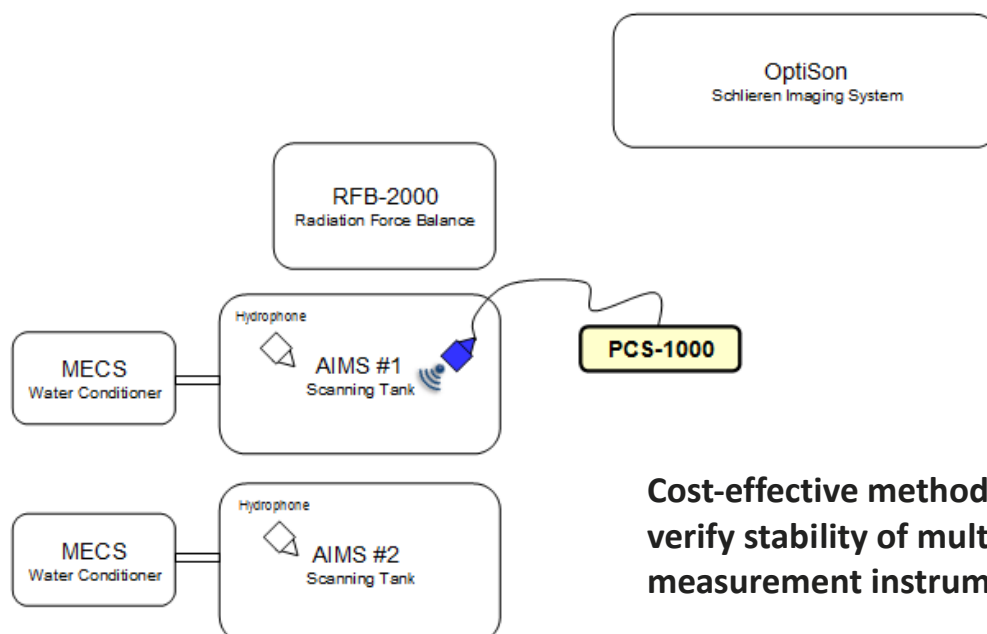 OptiSon
Schlieren Imaging System
RFB-2000
Radiation Force Balance
Hydrophone
AIMS #1
Scanning Tank
MECS
Water Conditioner
PCS-1000
Hydrophone
AIMS #2
Scanning Tank
MECS
Water Conditioner
Cost-effective method
verify stability of mult
measurement instrum